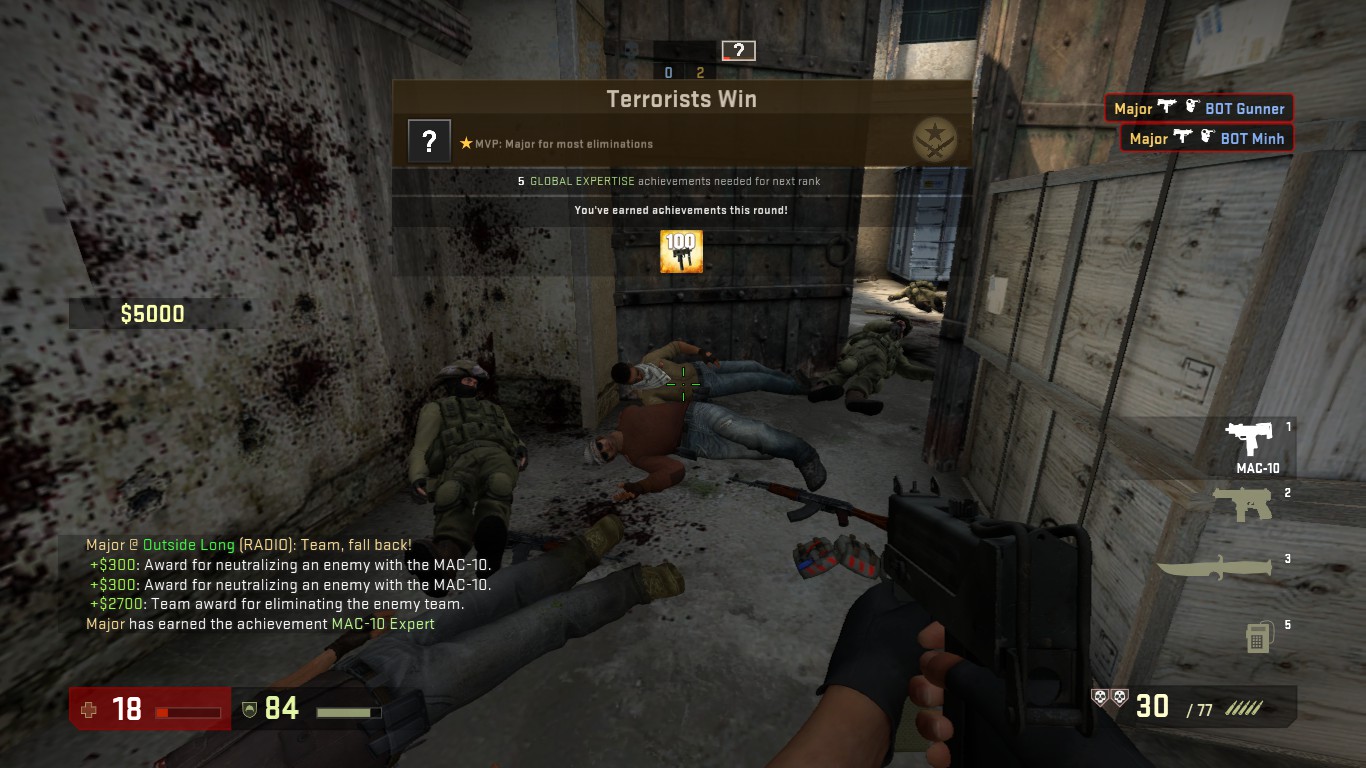 ?
0 2
Terrorists Win
?
★MVP: Major for most eliminations
5 GLOBAL EXPERTISE achievements needed for next rank
You've earned achievements this round!
100
Major BOT Gunner
Major BOT Minh
$5000
1
MAC-10
2
3
5
Major @ Outside Long (RADIO): Team, fall back!
+$300: Award for neutralizing an enemy with the MAC-10.
+$300: Award for neutralizing an enemy with the MAC-10.
+$2700: Team award for eliminating the enemy team.
Major has earned the achievement MAC-10 Expert
18 84
30 / 77